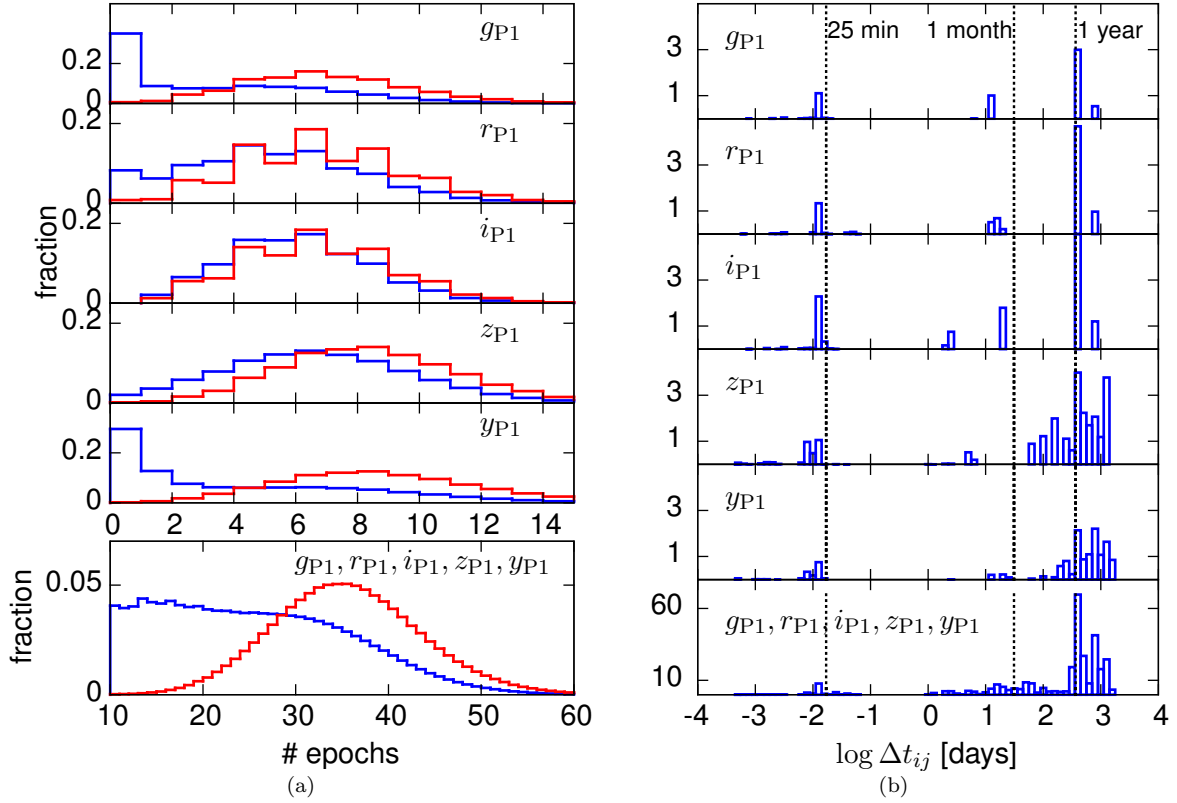 0.2
0
g_P1
0.2
0
r_P1
0.2
0
i_P1
0.2
0
z_P1
0.2
0
y_P1
fraction
0 2 4 6 8 10 12 14
0.05
0
g_P1, r_P1, i_P1, z_P1, y_P1
fraction
10 20 30 40 50 60
# epochs
(a)
25 min 1 month 1 year
3
1
g_P1
3
1
r_P1
3
1
i_P1
3
1
z_P1
3
1
y_P1
60
10
g_P1, r_P1, i_P1, z_P1, y_P1
-4 -3 -2 -1 0 1 2 3 4
log Δt_ij [days]
(b)